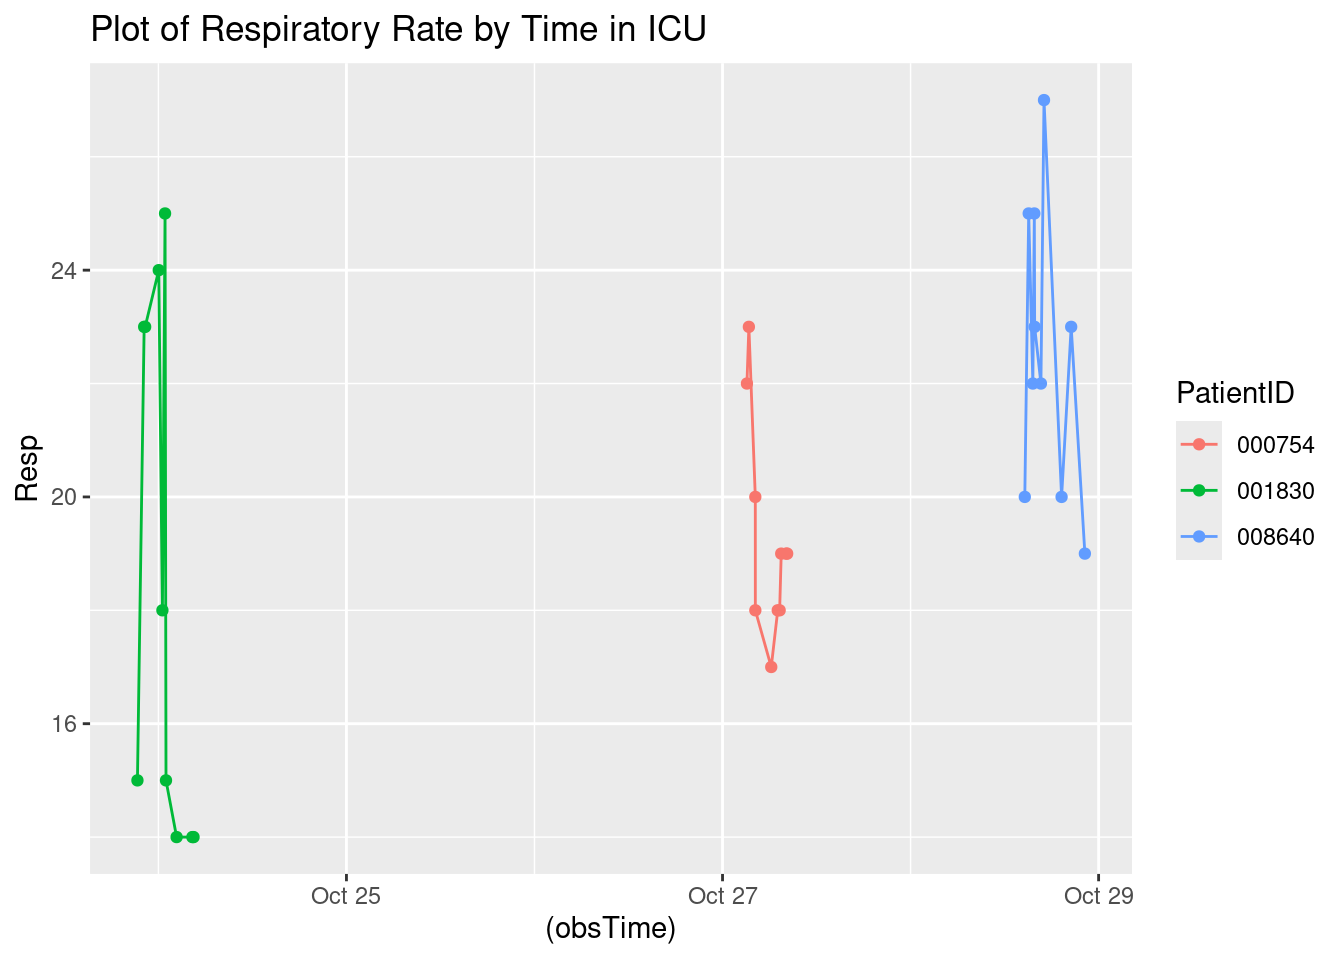 Plot of Respiratory Rate by Time in ICU
Resp
24
20
16
Oct 25
Oct 27
Oct 29
(obsTime)
PatientID
000754
001830
008640